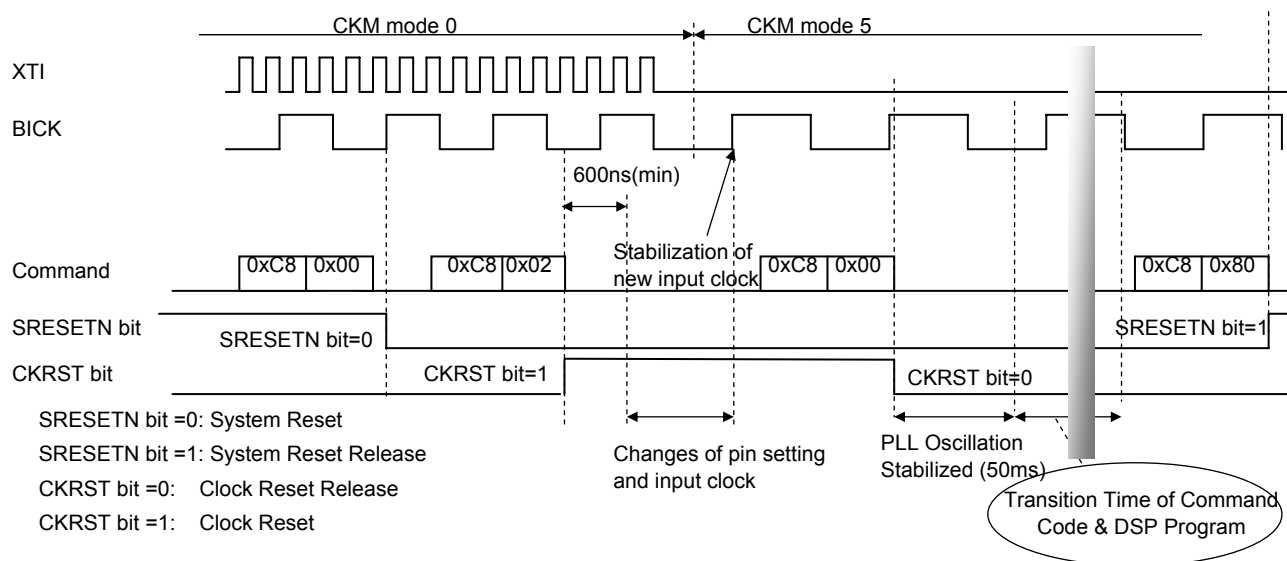 CKM mode 0
CKM mode 5
XTI
BICK
600ns(min)
Stabilization of
new input clock
Command
0xC8
0x00
0xC8
0x02
0xC8
0x00
0xC8
0x80
SRESETN bit
SRESETN bit=0
SRESETN bit=1
CKRST bit
CKRST bit=1
CKRST bit=0
SRESETN bit =0: System Reset
SRESETN bit =1: System Reset Release
CKRST bit =0: Clock Reset Release
CKRST bit =1: Clock Reset
Changes of pin setting
and input clock
PLL Oscillation
Stabilized (50ms)
Transition Time of Command
Code & DSP Program